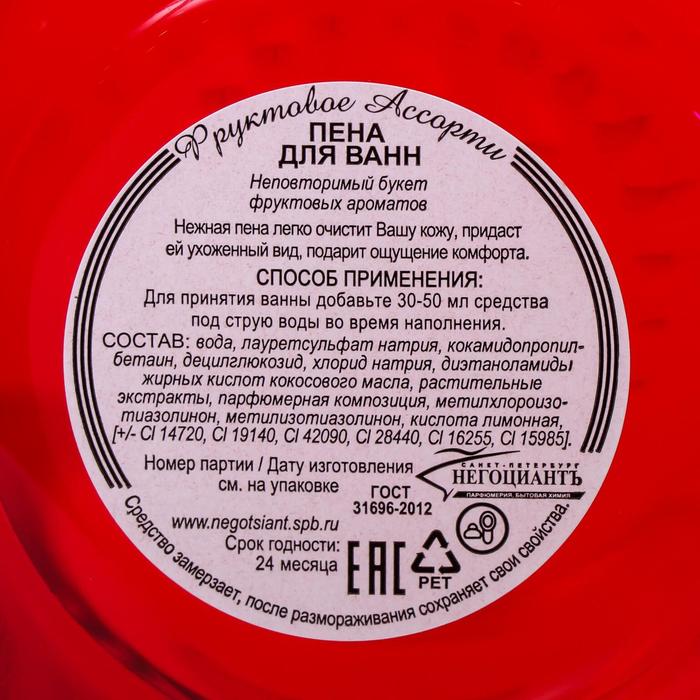 Фруктовое Ассорти
ПЕНА
ДЛЯ ВАНН
Неповторимый букет
фруктовых ароматов
Нежная пена легко очистит Вашу кожу, придаст
ей ухоженный вид, подарит ощущение комфорта.
СПОСОБ ПРИМЕНЕНИЯ:
Для принятия ванны добавьте 30-50 мл средства
под струю воды во время наполнения.
СОСТАВ: вода, лауретсульфат натрия, кокамидопропил-
бетаин, децилглюкозид, хлорид натрия, диэтаноламиды
жирных кислот кокосового масла, растительные
экстракты, парфюмерная композиция, метилхлороизо-
тиазолинон, метилизотиазолинон, кислота лимонная,
[+/- CI 14720, CI 19140, CI 42090, CI 28440, CI 16255, CI 15985].
Номер партии / Дату изготовления
см. на упаковке
САНКТ-ПЕТЕРБУРГ
НЕГОЦИАНТЪ
ПАРФЮМЕРИЯ, БЫТОВАЯ ХИМИЯ
ГОСТ
31696-2012
www.negotsiant.spb.ru
Срок годности:
24 месяца
ЕАС
PET
Средство замерзает, после размораживания сохраняет свои свойства.